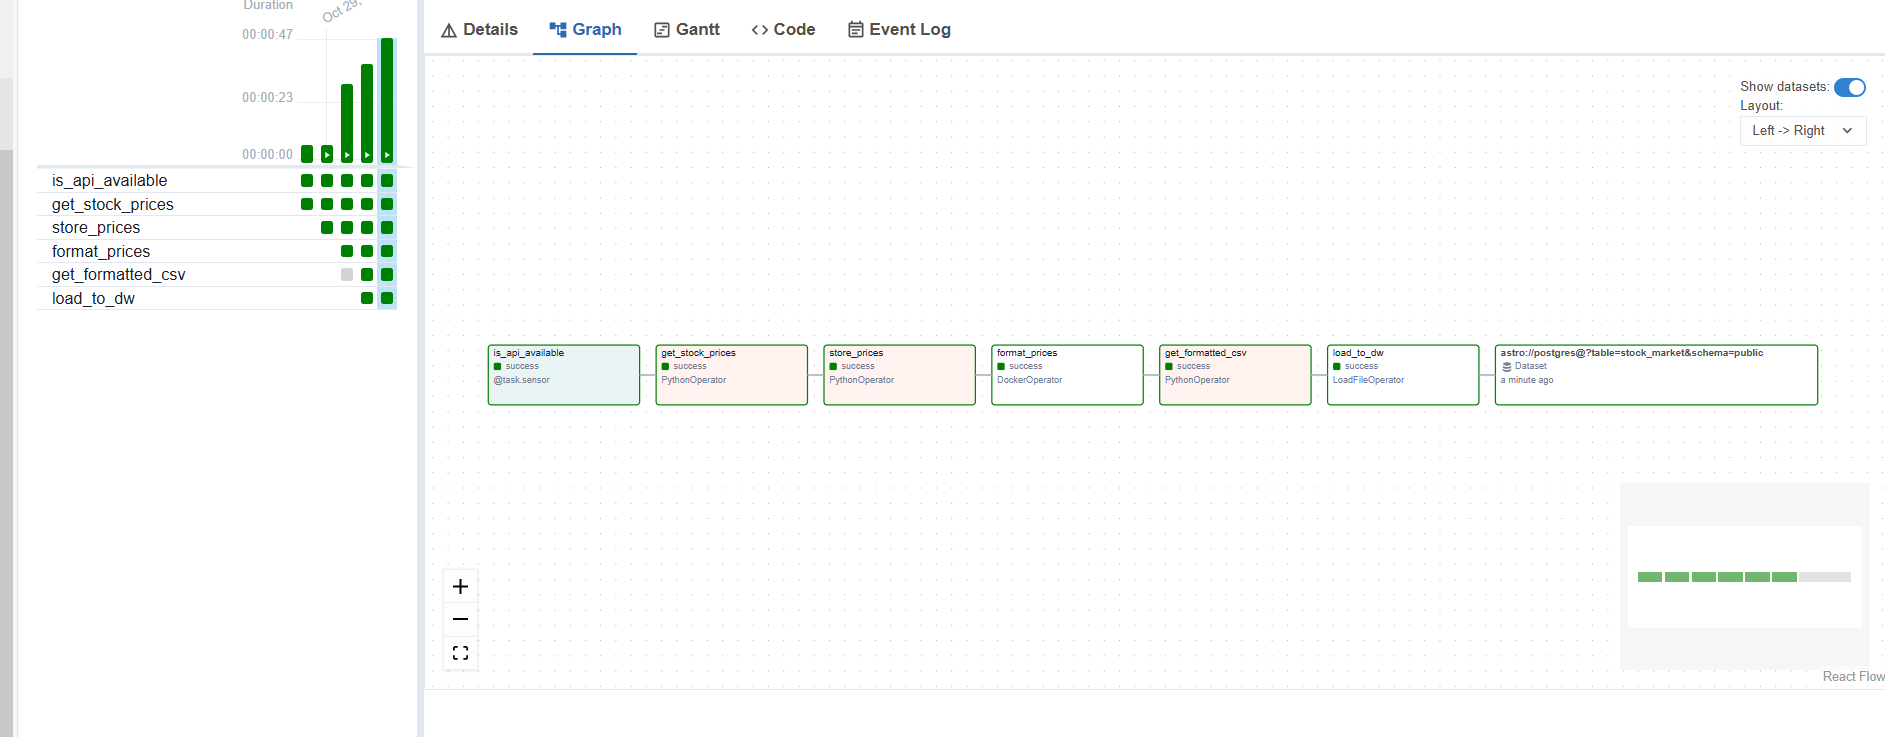 Duration
Oct 29,
00:00:47
00:00:23
00:00:00
is_api_available
get_stock_prices
store_prices
format_prices
get_formatted_csv
load_to_dw
Details
Graph
Gantt
Code
Event Log
Show datasets:
Layout:
Left -> Right
is_api_available
success
@task.sensor
get_stock_prices
success
PythonOperator
store_prices
success
PythonOperator
format_prices
success
DockerOperator
get_formatted_csv
success
PythonOperator
load_to_dw
success
LoadFileOperator
astro://postgres@?table=stock_market&schema=public
Dataset
a minute ago
React Flow